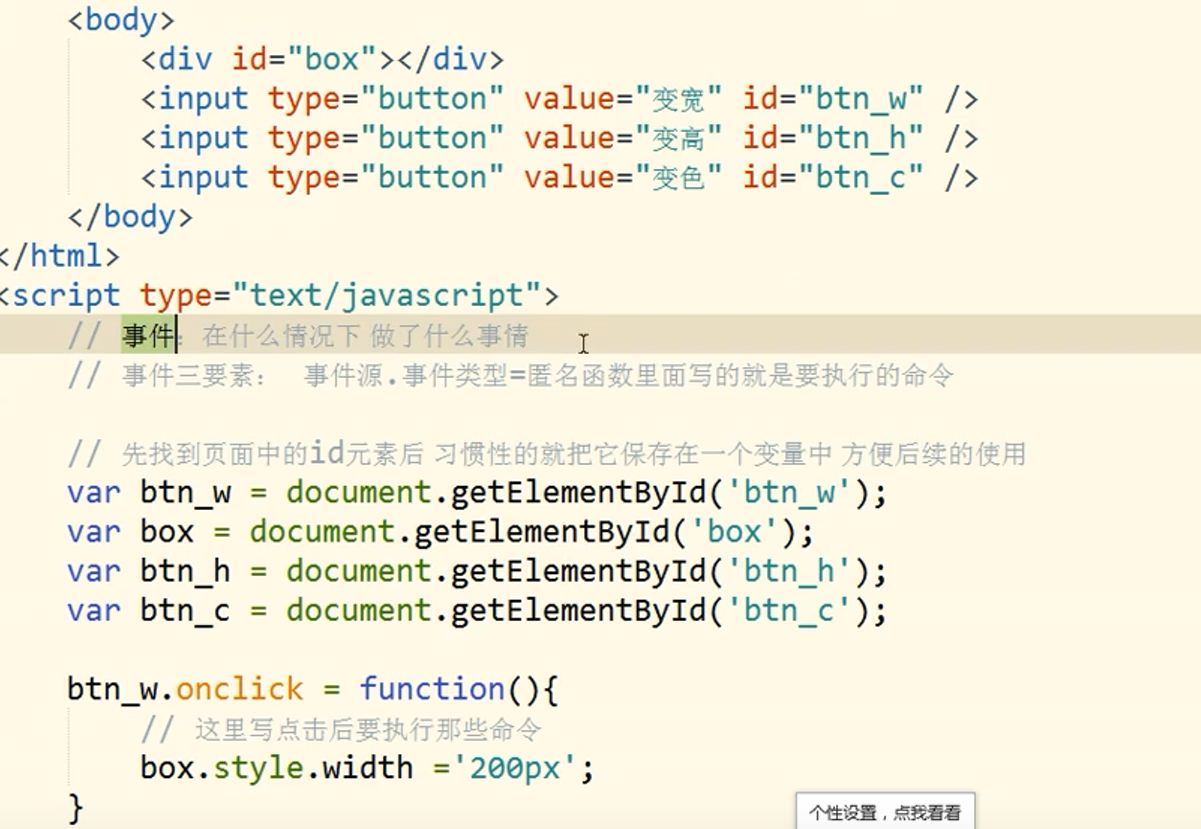 <body>
<div id="box"></div>
<input type="button" value="变宽" id="btn_w" />
<input type="button" value="变高" id="btn_h" />
<input type="button" value="变色" id="btn_c" />
</body>
</html>
<script type="text/javascript">
// 事件: 在什么情况下 做了什么事情
// 事件三要素: 事件源.事件类型=匿名函数里面写的就是要执行的命令
// 先找到页面中的id元素后 习惯性的就把它保存在一个变量中 方便后续的使用
var btn_w = document.getElementById('btn_w');
var box = document.getElementById('box');
var btn_h = document.getElementById('btn_h');
var btn_c = document.getElementById('btn_c');
btn_w.onclick = function(){
// 这里写点击后要执行那些命令
box.style.width ='200px';
}
个性设置，点我看看